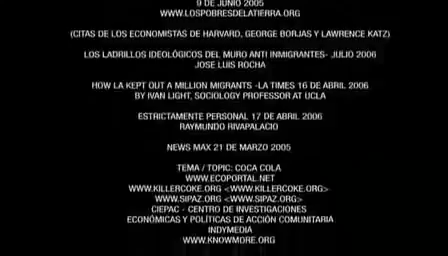 9 DE JUNIO 2005
WWW.LOSPOBRESDELATIERRA.ORG
(CITAS DE LOS ECONOMISTAS DE HARVARD, GEORGE BORJAS Y LAWRENCE KATZ)
LOS LADRILLOS IDEOLÓGICOS DEL MURO ANTI INMIGRANTES- JULIO 2006
JOSE LUIS ROCHA
HOW LA KEPT OUT A MILLION MIGRANTS -LA TIMES 16 DE ABRIL 2006
BY IVAN LIGHT, SOCIOLOGY PROFESSOR AT UCLA
ESTRICTAMENTE PERSONAL 17 DE ABRIL 2006
RAYMUNDO RIVAPALACIO
NEWS MAX 21 DE MARZO 2005
TEMA / TOPIC: COCA COLA
WWW.ECOPORTAL.NET
WWW.KILLERCOKE.ORG <WWW.KILLERCOKE.ORG>
WWW.SIPAZ.ORG <WWW.SIPAZ.ORG>
CIEPAC - CENTRO DE INVESTIGACIONES
ECONÓMICAS Y POLÍTICAS DE ACCIÓN COMUNITARIA
INDYMEDIA
WWW.KNOWMORE.ORG